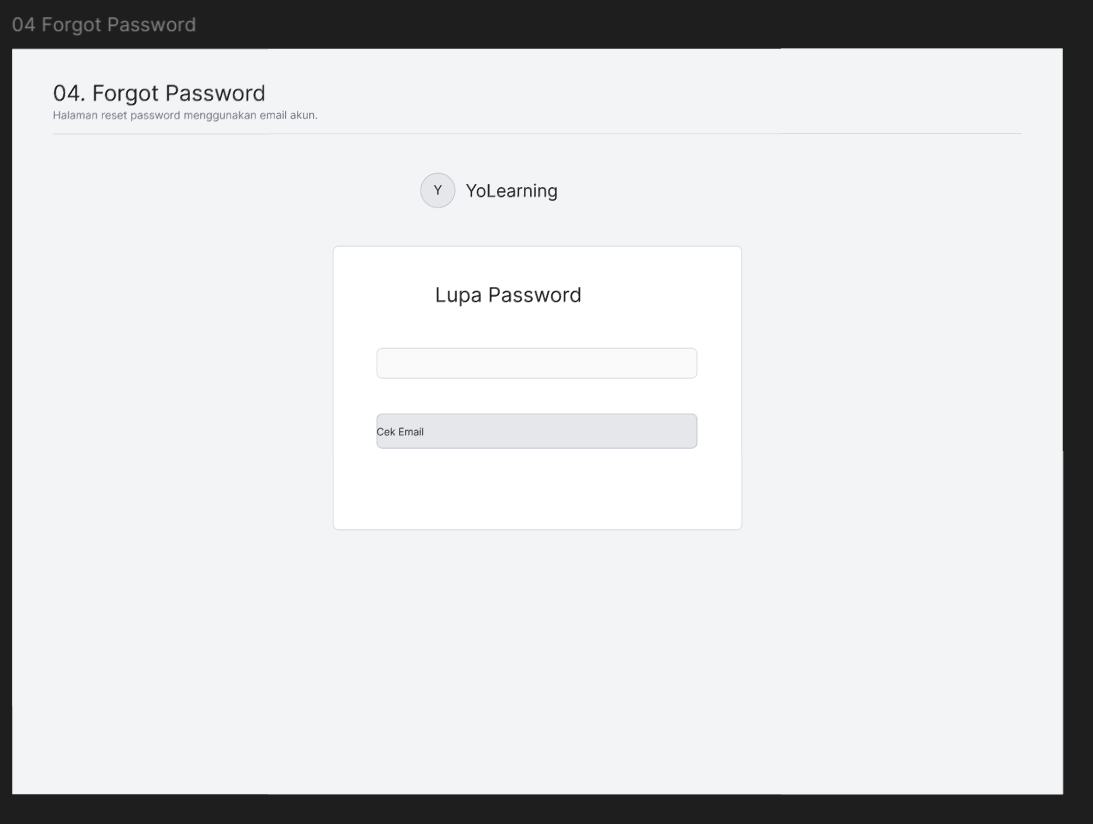 04 Forgot Password
04. Forgot Password
Halaman reset password menggunakan email akun.
Y YoLearning
Lupa Password
Cek Email